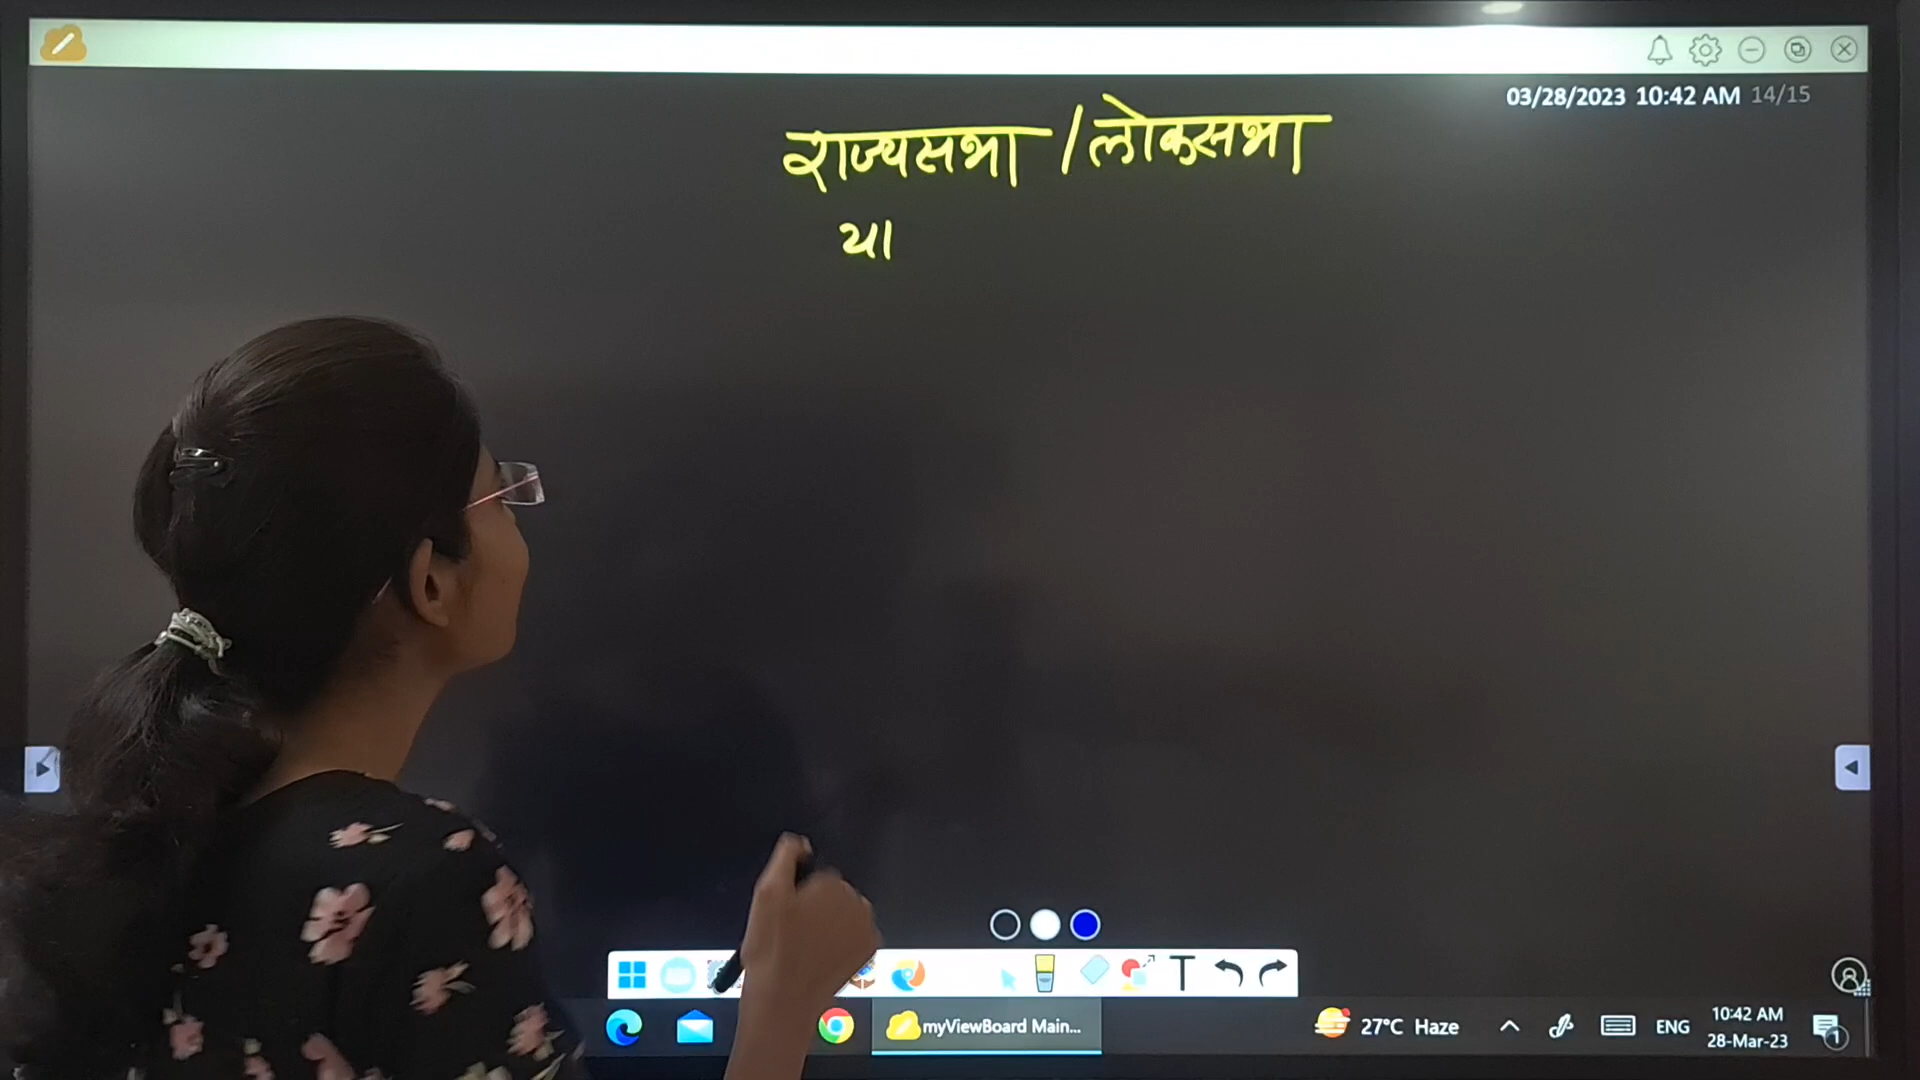 03/28/2023 10:42 AM 14/15
राज्यसभा / लोकसभा
या
T
myViewBoard Main...
27°C Haze
ENG
10:42 AM
28-Mar-23
1